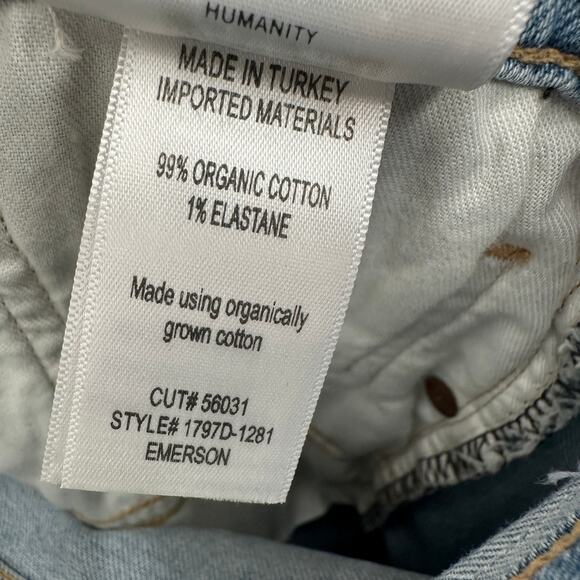 HUMANITY
MADE IN TURKEY
IMPORTED MATERIALS
99% ORGANIC COTTON
1% ELASTANE
Made using organically
grown cotton
CUT# 56031
STYLE# 1797D-1281
EMERSON